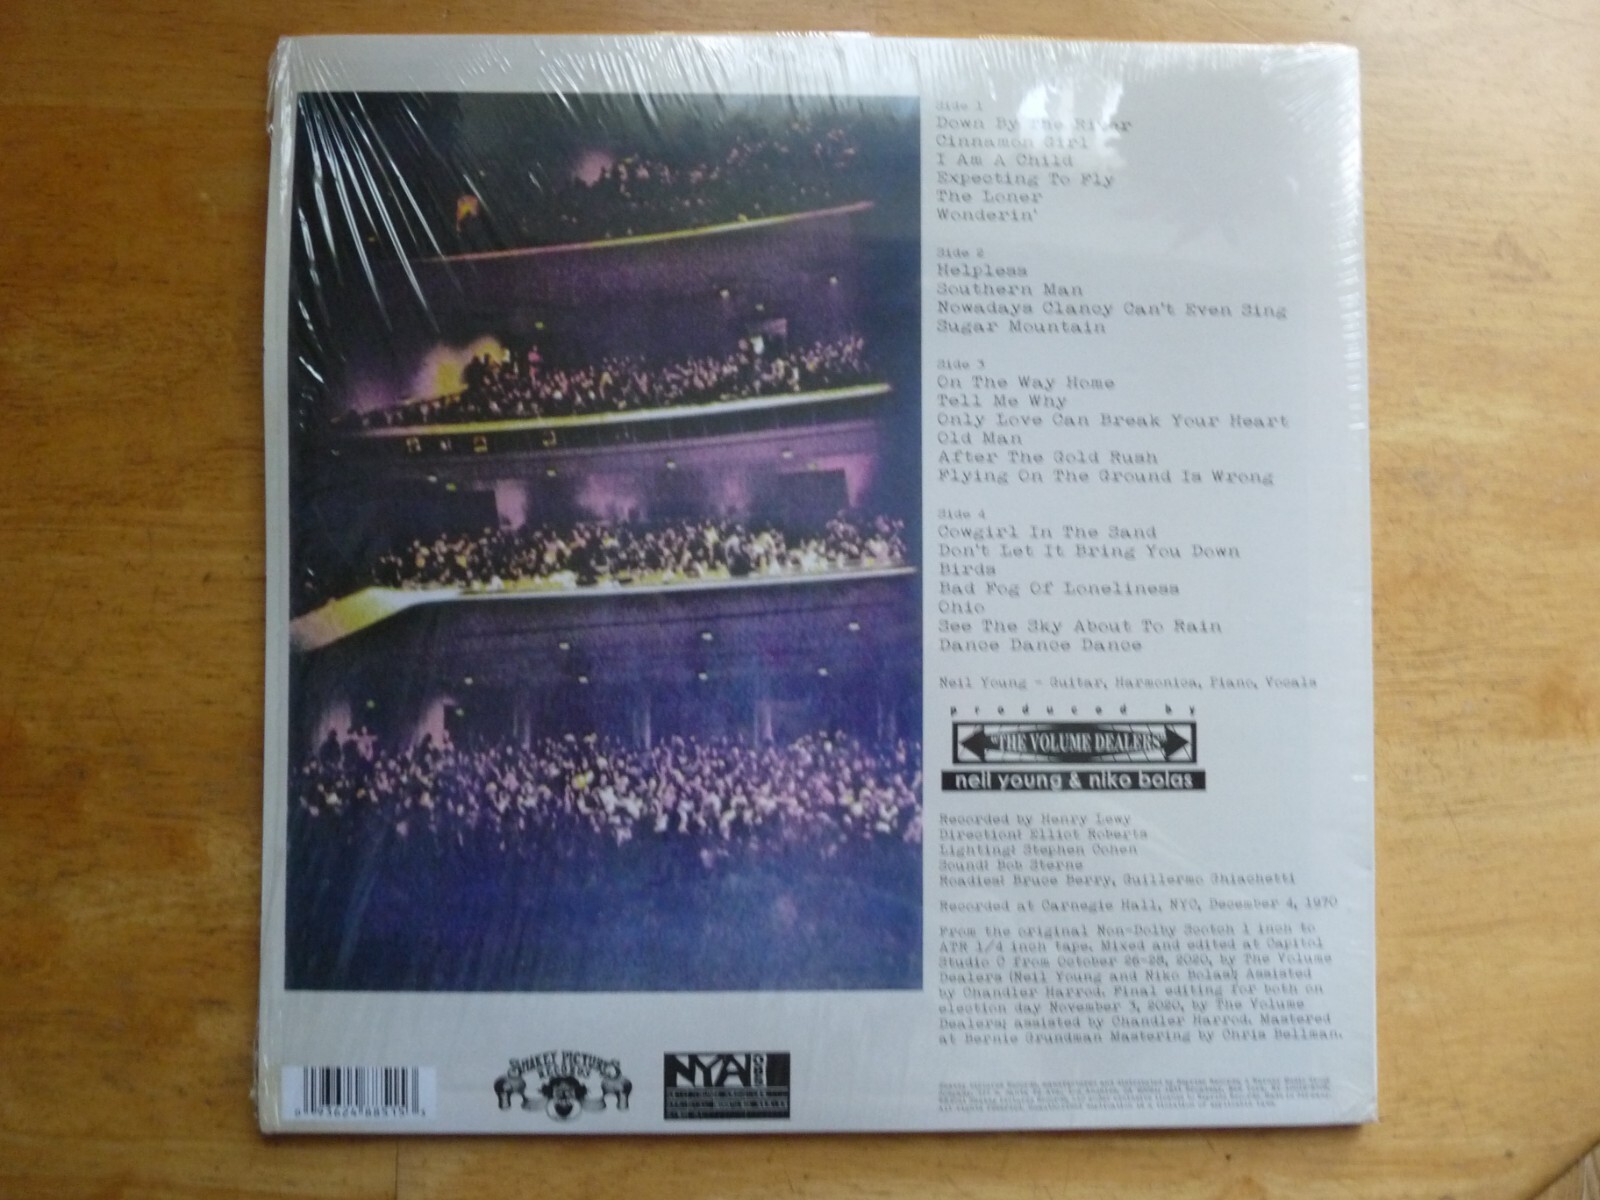 Side 1
Down By The River
Cinnamon Girl
I Am A Child
Expecting To Fly
The Loner
Wonderin'
Side 2
Helpless
Southern Man
Nowadays Clancy Can't Even Sing
Sugar Mountain
Side 3
On The Way Home
Tell Me Why
Only Love Can Break Your Heart
Old Man
After The Gold Rush
Flying On The Ground Is Wrong
Side 4
Cowgirl In The Sand
Don't Let It Bring You Down
Birds
Bad Fog Of Loneliness
Ohio
See The Sky About To Rain
Dance Dance Dance
Neil Young - Guitar, Harmonica, Piano, Vocals
produced by
"THE VOLUME DEALERS"
neil young & niko bolas
Recorded by Henry Lewy
Direction: Elliot Roberts
Lighting: Stephen Cohen
Sound: Bob Sterne
Roadies: Bruce Berry, Guillermo Ghiachetti
Recorded at Carnegie Hall, NYC, December 4, 1970
From the original Non-Dolby Scotch 1 inch to
ATR 1/4 inch tape. Mixed and edited at Capitol
Studio C from October 26-28, 2020, by The Volume
Dealers (Neil Young and Niko Bolas); Assisted
by Chandler Harrod. Final editing for both on
election day November 3, 2020, by The Volume
Dealers; assisted by Chandler Harrod. Mastered
at Bernie Grundman Mastering by Chris Bellman.
SHAKEY PICTURES
RECORDS
NYA